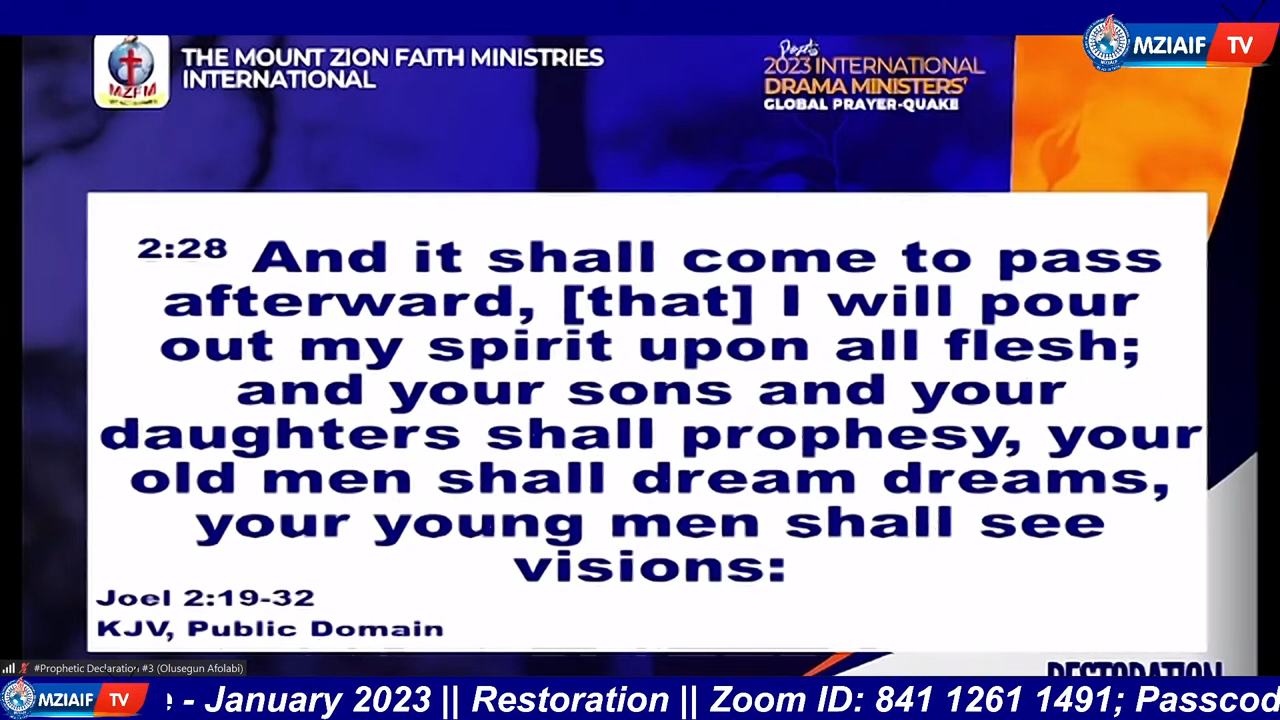 THE MOUNT ZION FAITH MINISTRIES
INTERNATIONAL
MZFM
2023 INTERNATIONAL
DRAMA MINISTERS'
GLOBAL PRAYER-QUAKE
MZIAIF TV
2:28 And it shall come to pass
afterward, [that] I will pour
out my spirit upon all flesh;
and your sons and your
daughters shall prophesy, your
old men shall dream dreams,
your young men shall see
visions:
Joel 2:19-32
KJV, Public Domain
RESTORATION
#Prophetic Declaration #3 (Olusegun Afolabi)
MZIAIF TV
- January 2023 || Restoration || Zoom ID: 841 1261 1491; Passcod